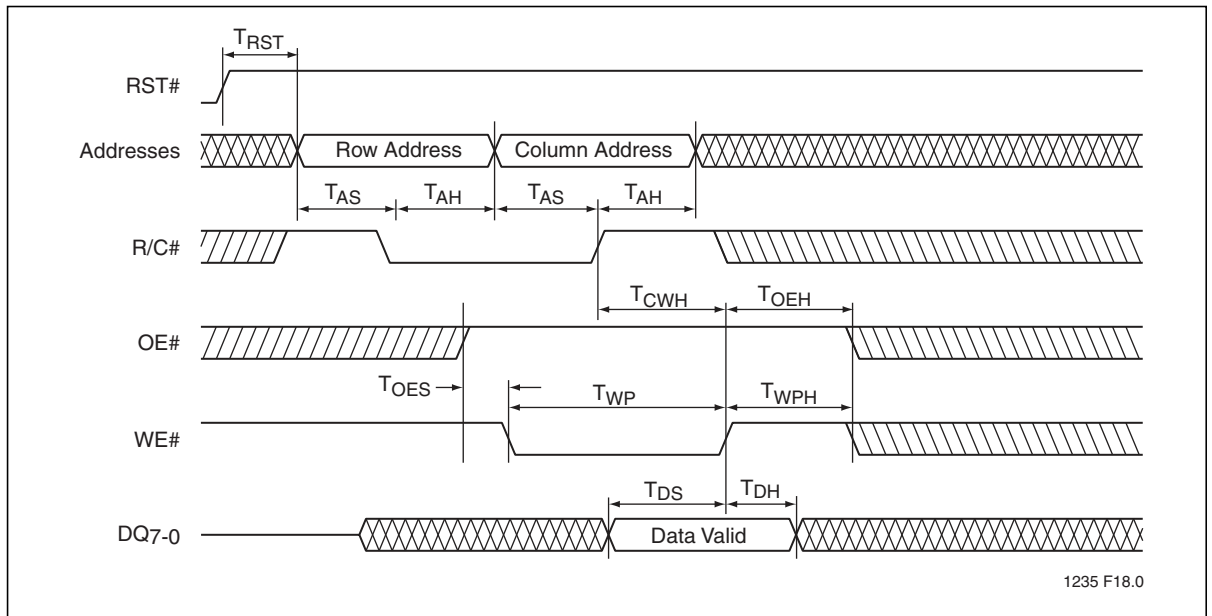 TRST
RST#
Addresses
Row Address
Column Address
TAS
TAH
TAS
TAH
R/C#
TCWH
TOEH
OE#
TOES
TWP
TWPH
WE#
TDS
TDH
DQ7-0
Data Valid
1235 F18.0